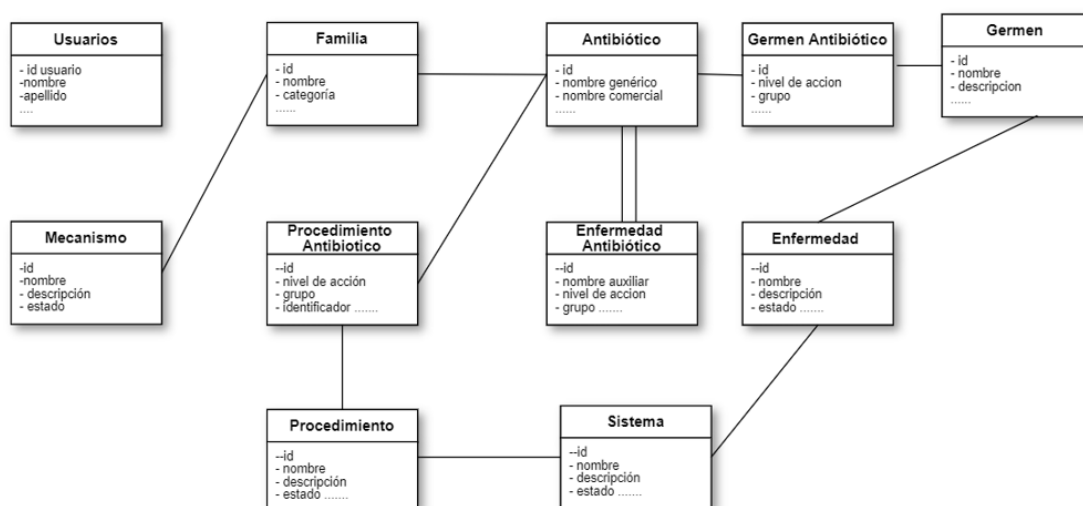 Usuarios
- id usuario
-nombre
-apellido
....
Familia
- id
- nombre
- categoría
......
Antibiótico
- id
- nombre genérico
- nombre comercial
......
Germen Antibiótico
- id
- nivel de accion
- grupo
......
Germen
- id
- nombre
- descripcion
......
Mecanismo
-id
-nombre
- descripción
- estado
Procedimiento
Antibiotico
--id
- nivel de acción
- grupo
- identificador .......
Enfermedad
Antibiótico
--id
- nombre auxiliar
- nivel de accion
- grupo .......
Enfermedad
--id
- nombre
- descripción
- estado .......
Procedimiento
--id
- nombre
- descripción
- estado .......
Sistema
--id
- nombre
- descripción
- estado .......